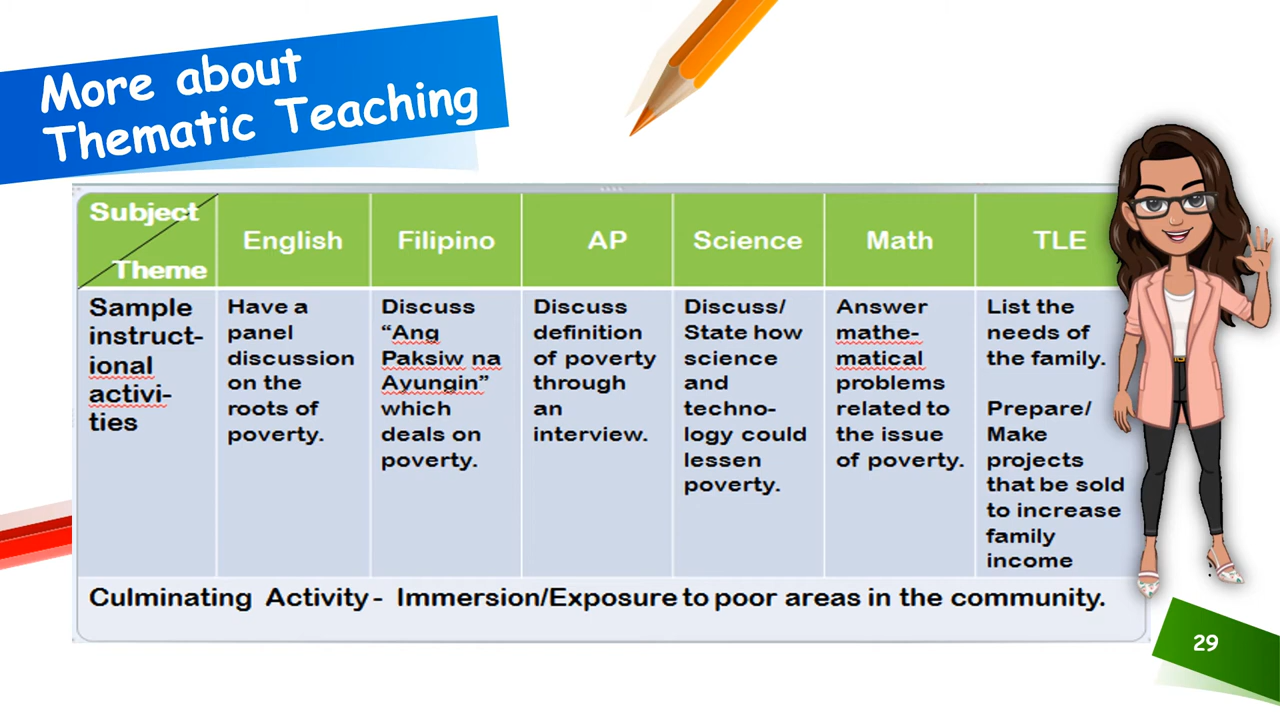 More about
Thematic Teaching
Subject
Theme
English
Filipino
AP
Science
Math
TLE
Sample
instruct-
ional
activi-
ties
Have a
panel
discussion
on the
roots of
poverty.
Discuss
“Ang
Paksiw na
Ayungin”
which
deals on
poverty.
Discuss
definition
of poverty
through
an
interview.
Discuss/
State how
science
and
techno-
logy could
lessen
poverty.
Answer
mathe-
matical
problems
related to
the issue
of poverty.
List the
needs of
the family.
Prepare/
Make
projects
that be sold
to increase
family
income
Culminating Activity - Immersion/Exposure to poor areas in the community.
29